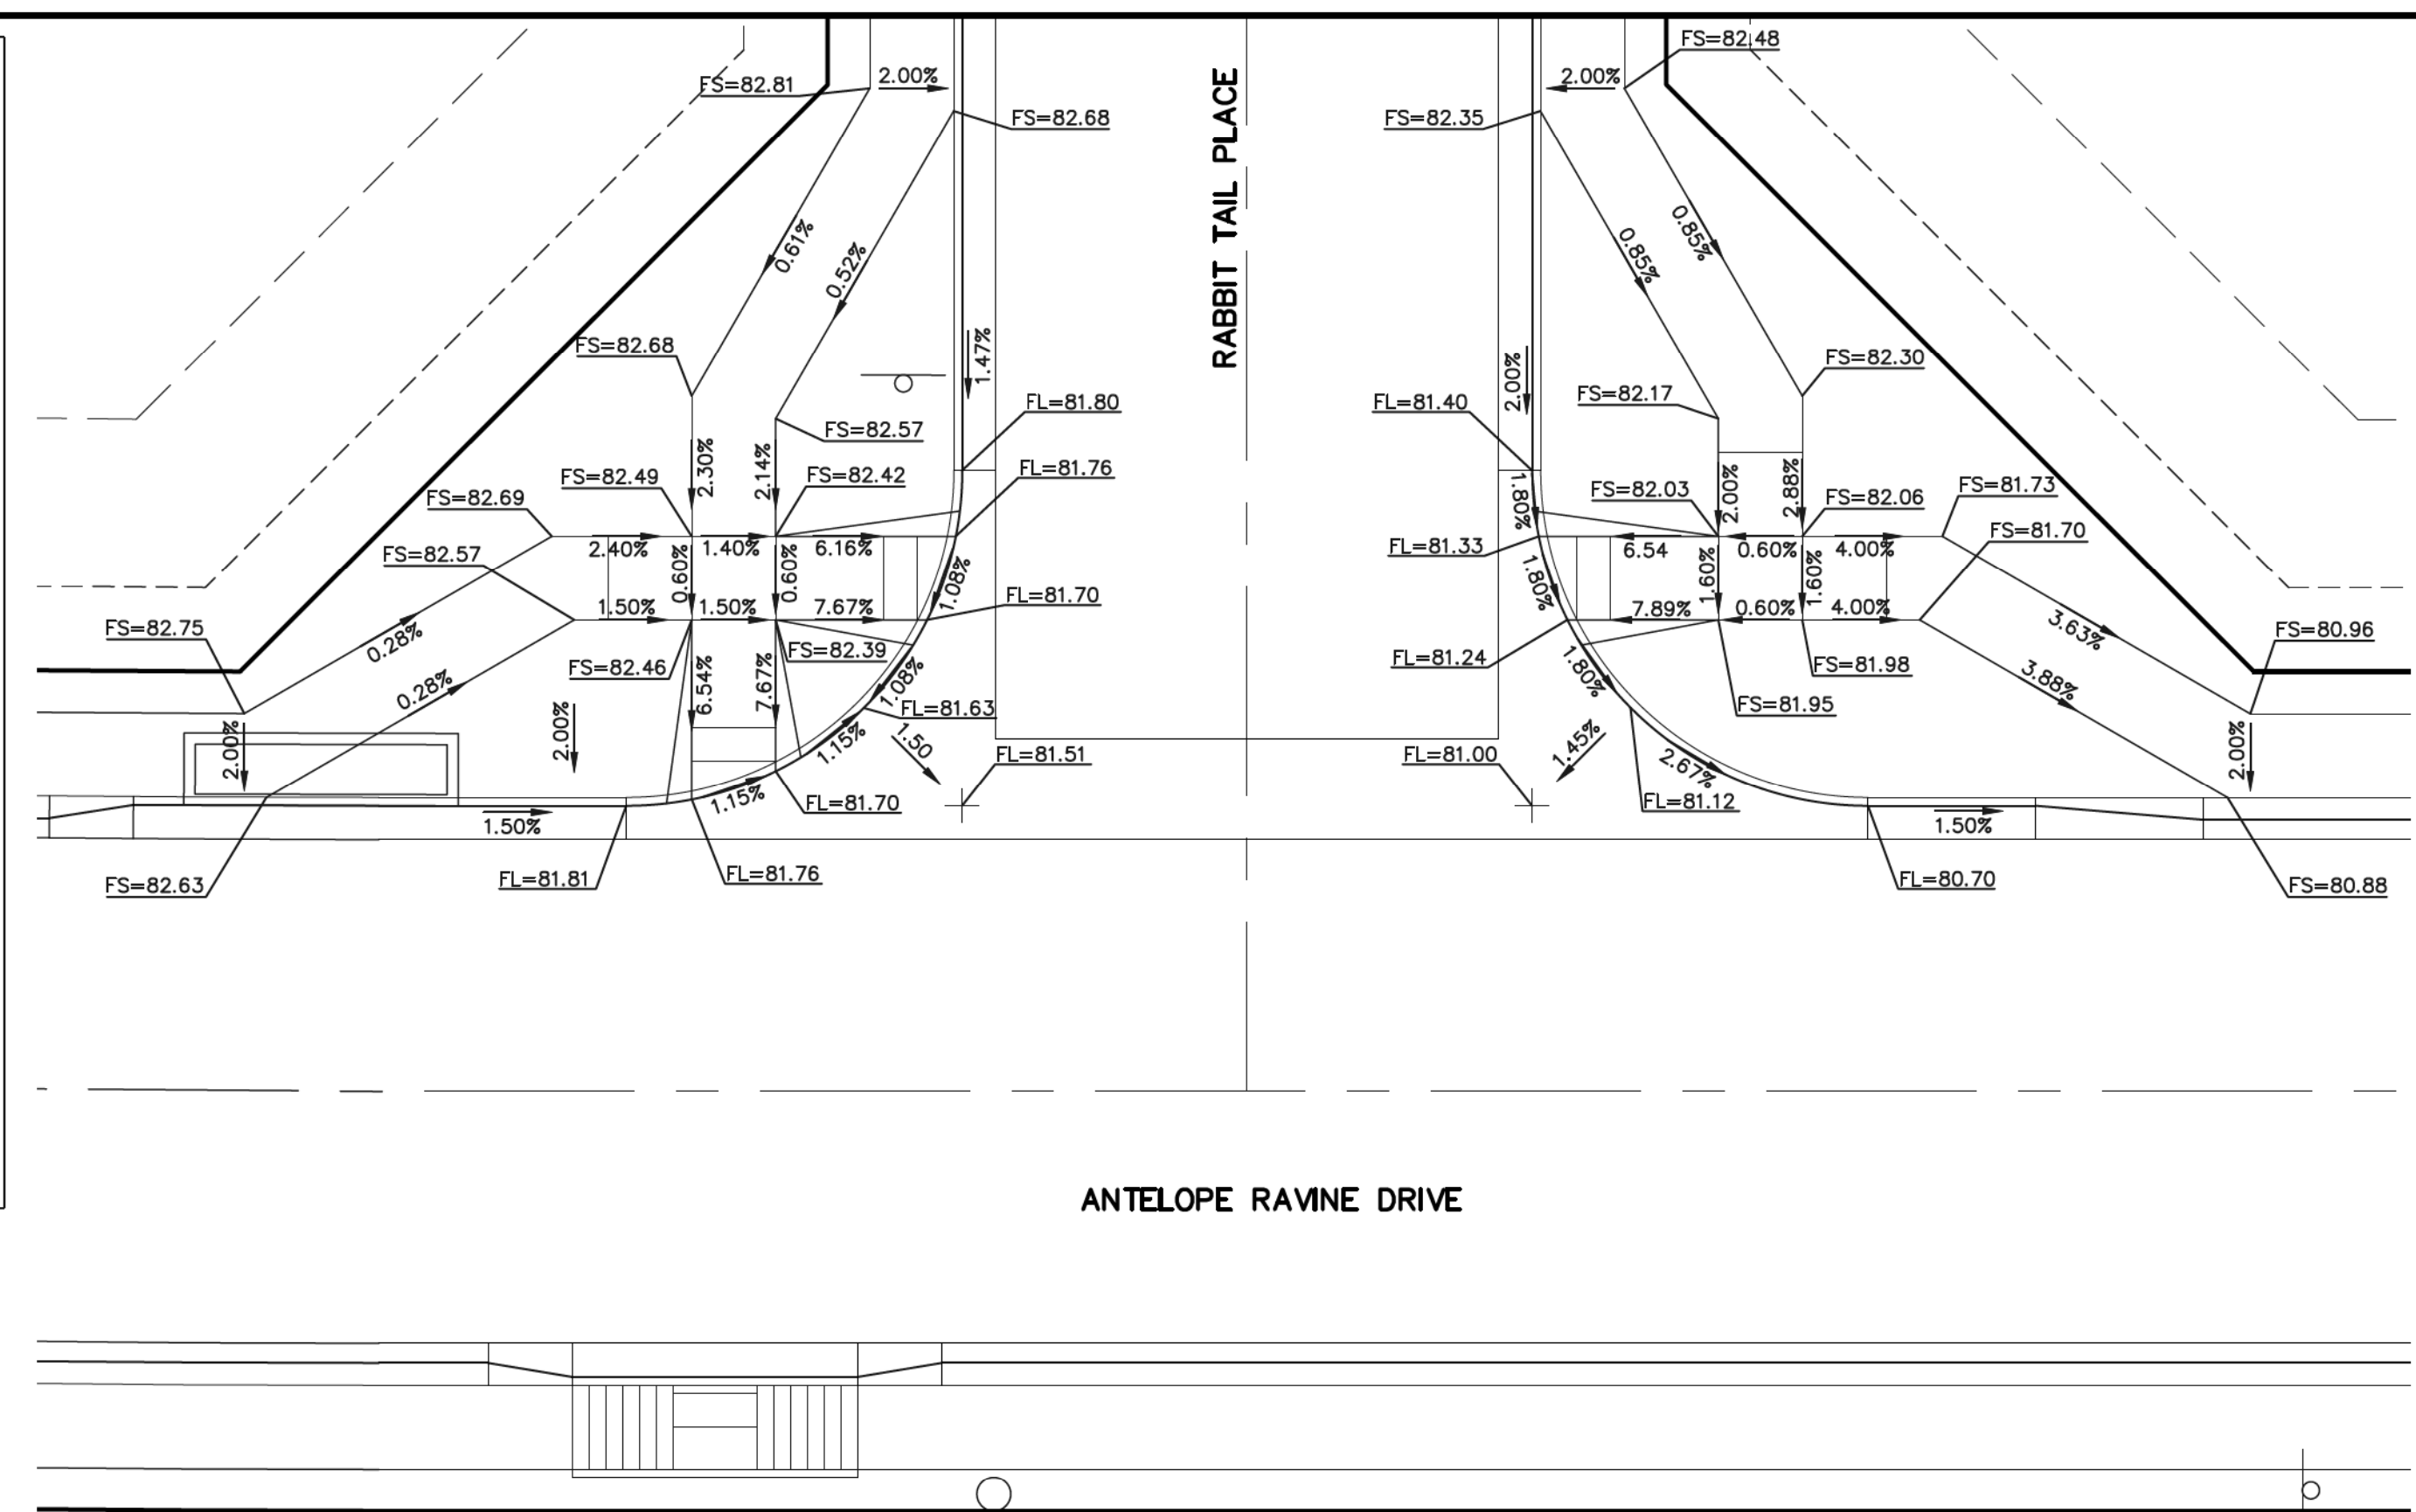 FS=82.48
FS=82.81
2.00%
2.00%
FS=82.68
FS=82.35
RABBIT TAIL PLACE
0.61%
0.52%
0.85%
0.85%
FS=82.68
1.47%
2.00%
FS=82.30
FL=81.80
FL=81.40
FS=82.17
FS=82.57
2.30%
2.14%
FS=82.49
FS=82.42
FL=81.76
1.80%
FS=82.03
2.00%
2.88%
FS=82.06
FS=81.73
FS=82.69
FS=82.57
2.40%
1.40%
6.16%
FL=81.33
6.54
0.60%
4.00%
FS=81.70
0.60%
0.60%
1.08%
1.80%
1.60%
1.60%
1.50%
1.50%
7.67%
FL=81.70
7.89%
0.60%
4.00%
FS=82.75
0.28%
3.63%
FS=80.96
FS=82.46
FS=82.39
FL=81.24
FS=81.98
0.28%
6.54%
7.67%
1.08%
1.80%
3.88%
FL=81.63
FS=81.95
2.00%
2.00%
1.15%
1.50
FL=81.51
FL=81.00
1.45%
2.67%
2.00%
1.15%
FL=81.70
FL=81.12
1.50%
1.50%
FS=82.63
FL=81.81
FL=81.76
FL=80.70
FS=80.88
ANTELOPE RAVINE DRIVE